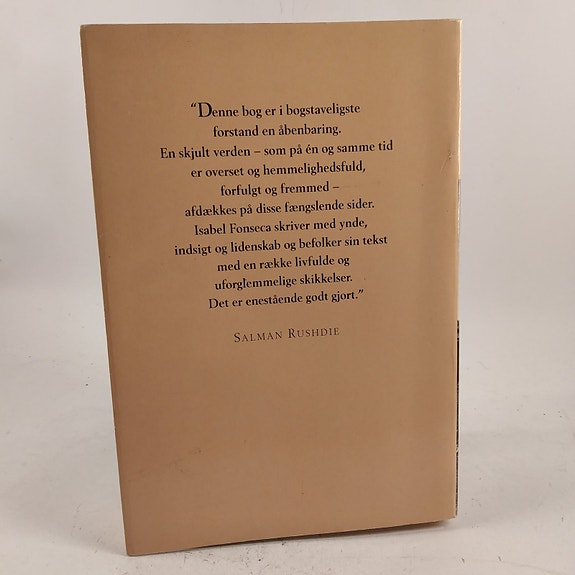 “Denne bog er i bogstaveligste
forstand en åbenbaring.
En skjult verden – som på én og samme tid
er overset og hemmelighedsfuld,
forfulgt og fremmed –
afdækkes på disse fængslende sider.
Isabel Fonseca skriver med ynde,
indsigt og lidenskab og befolker sin tekst
med en række livfulde og
uforglemmelige skikkelser.
Det er enestående godt gjort.”
SALMAN RUSHDIE